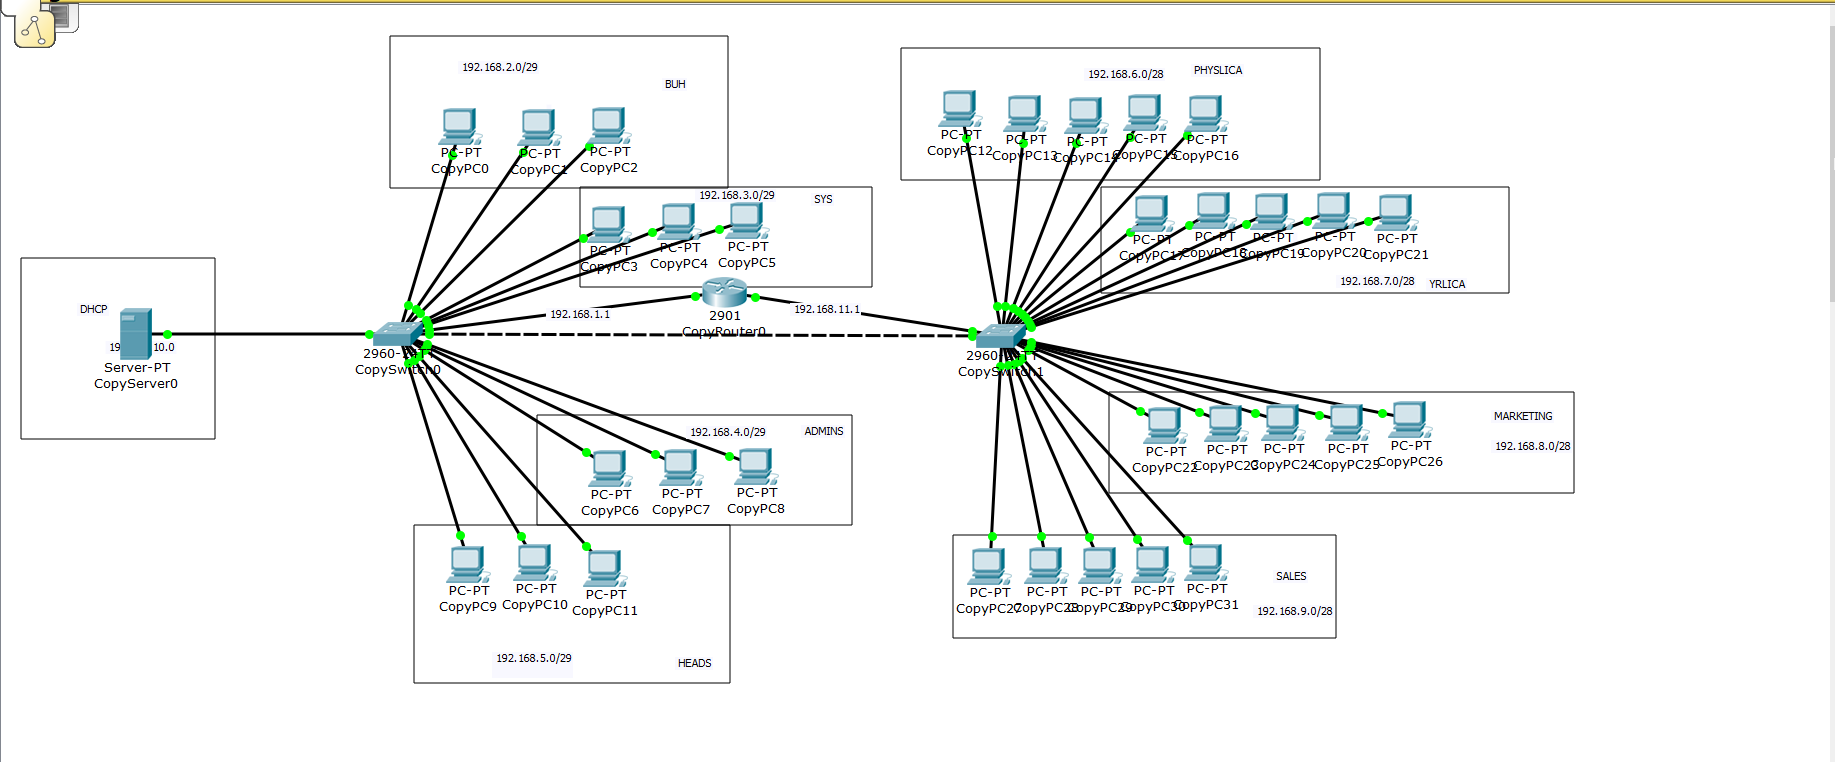 192.168.2.0/29
BUH
PC-PT
CopyPC0
PC-PT
CopyPC1
PC-PT
CopyPC2
192.168.3.0/29
SYS
PC-PT
CopyPC3
PC-PT
CopyPC4
PC-PT
CopyPC5
192.168.6.0/28
PHYSLICA
PC-PT
CopyPC12
PC-PT
CopyPC13
PC-PT
CopyPC14
PC-PT
CopyPC15
PC-PT
CopyPC16
PC-PT
CopyPC17
PC-PT
CopyPC18
PC-PT
CopyPC19
PC-PT
CopyPC20
PC-PT
CopyPC21
192.168.7.0/28
YRLICA
DHCP
10.0
Server-PT
CopyServer0
192.168.1.1
2901
CopyRouter0
192.168.11.1
2960-24TT
CopySwitch0
2960-24TT
CopySwitch1
192.168.4.0/29
ADMINS
PC-PT
CopyPC6
PC-PT
CopyPC7
PC-PT
CopyPC8
PC-PT
CopyPC9
PC-PT
CopyPC10
PC-PT
CopyPC11
192.168.5.0/29
HEADS
MARKETING
192.168.8.0/28
PC-PT
CopyPC22
PC-PT
CopyPC23
PC-PT
CopyPC24
PC-PT
CopyPC25
PC-PT
CopyPC26
PC-PT
CopyPC27
PC-PT
CopyPC28
PC-PT
CopyPC29
PC-PT
CopyPC30
PC-PT
CopyPC31
SALES
192.168.9.0/28